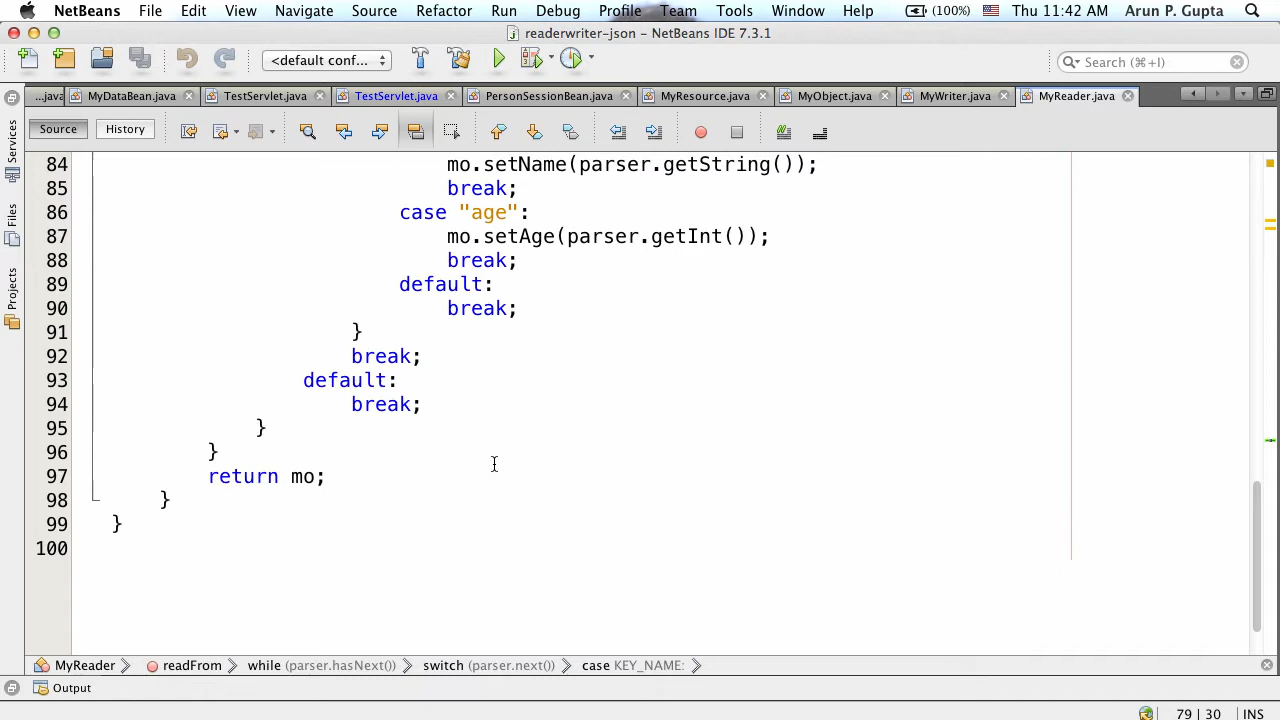 NetBeans File Edit View Navigate Source Refactor Run Debug Profile Team Tools Window Help (100%) Thu 11:42 AM Arun P. Gupta
readerwriter-json – NetBeans IDE 7.3.1
<default conf... Search (⌘+I)
...java MyDataBean.java TestServlet.java TestServlet.java PersonSessionBean.java MyResource.java MyObject.java MyWriter.java MyReader.java
Source History
Services
Files
Projects
84 mo.setName(parser.getString());
85 break;
86 case "age":
87 mo.setAge(parser.getInt());
88 break;
89 default:
90 break;
91 }
92 break;
93 default:
94 break;
95 }
96 }
97 return mo;
98 }
99 }
100
MyReader readFrom while (parser.hasNext()) switch (parser.next()) case KEY_NAME:
Output
79 | 30 INS